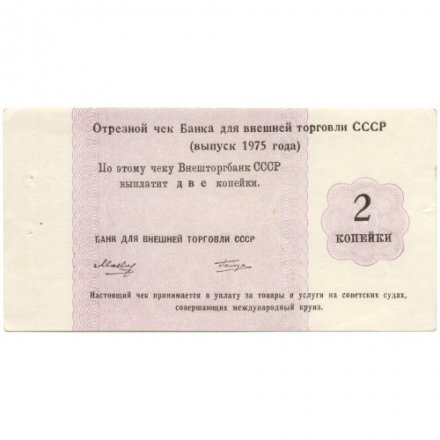 Отрезной чек Банка для внешней торговли СССР
(выпуск 1975 года)
По этому чеку Внешторгбанк СССР
выплатит две копейки.
2
КОПЕЙКИ
БАНК ДЛЯ ВНЕШНЕЙ ТОРГОВЛИ СССР
Настоящий чек принимается в уплату за товары и услуги на советских судах,
совершающих международный круиз.